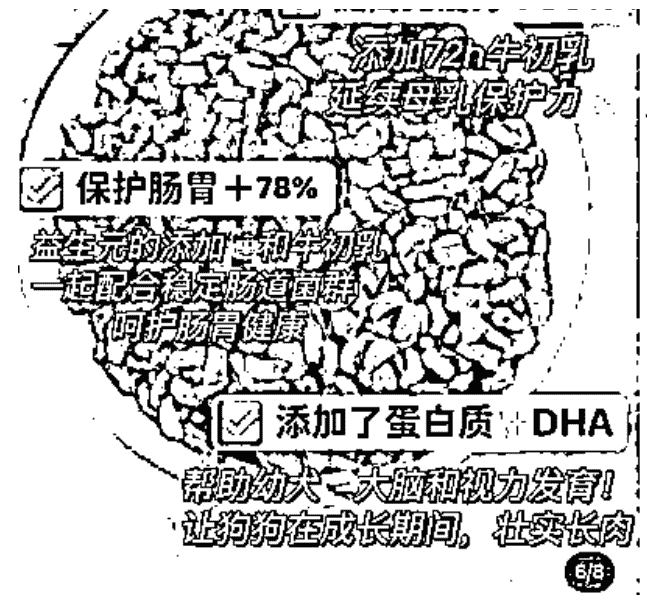 添加72h牛初乳
延续母乳保护力
保护肠胃+78%
益生元的添加 和牛初乳
一起配合稳定肠道菌群
呵护肠胃健康
添加了蛋白质 DHA
帮助幼犬 大脑和视力发育!
让狗狗在成长期间, 壮实长肉
6/8